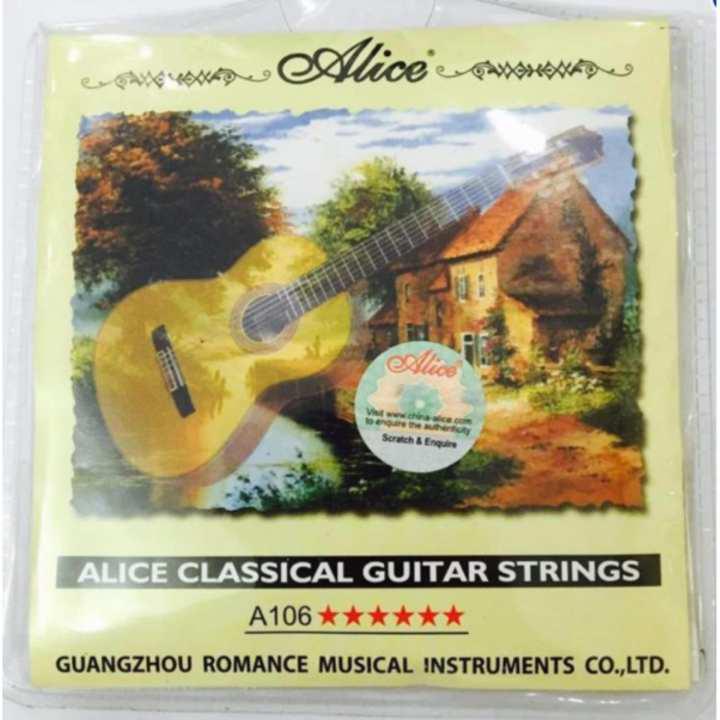 Alice®
Alice
Visit www.china-alice.com
to enquire the authenticity
Scratch & Enquire
ALICE CLASSICAL GUITAR STRINGS
A106 ★★★★★★
GUANGZHOU ROMANCE MUSICAL INSTRUMENTS CO.,LTD.